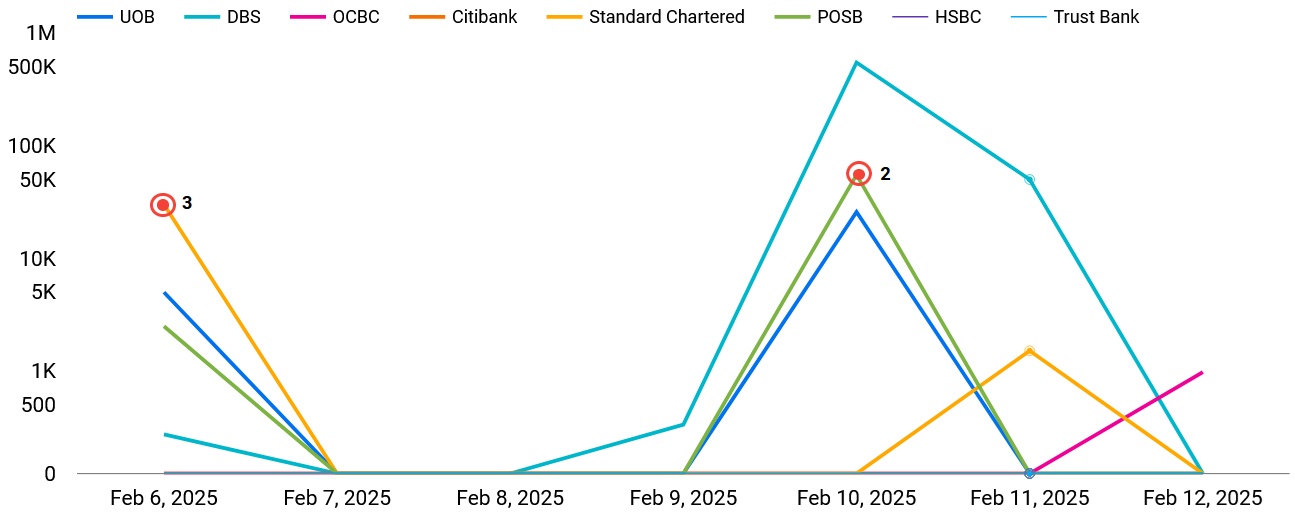 UOB DBS OCBC Citibank Standard Chartered POSB HSBC Trust Bank
1M
500K
100K
50K
10K
5K
1K
500
0
3
2
Feb 6, 2025 Feb 7, 2025 Feb 8, 2025 Feb 9, 2025 Feb 10, 2025 Feb 11, 2025 Feb 12, 2025